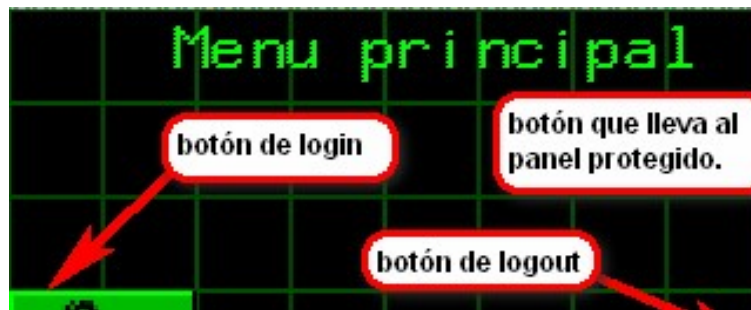 Menu principal
botón de login
botón que lleva al
panel protegido.
botón de logout